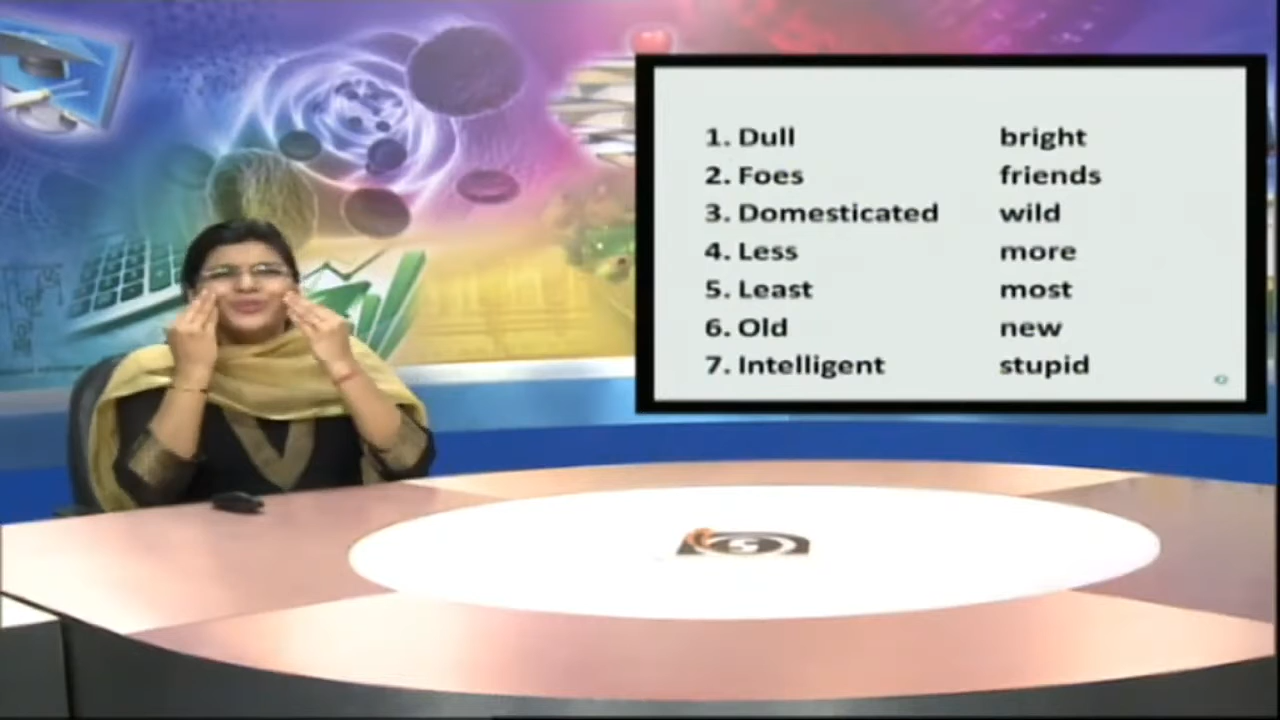 1. Dull bright
2. Foes friends
3. Domesticated wild
4. Less more
5. Least most
6. Old new
7. Intelligent stupid
S